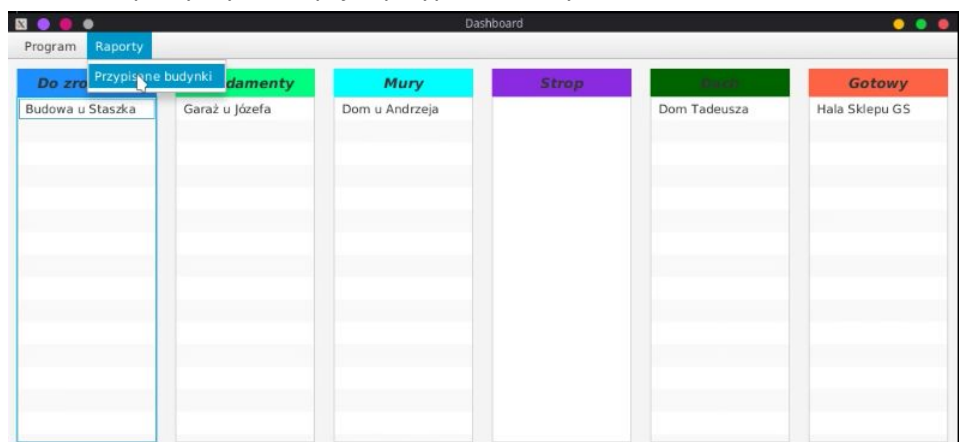 Dashboard
Program Raporty
Przypisane budynki
Do zro damenty Mury Strop Dach Gotowy
Budowa u Staszka Garaż u Józefa Dom u Andrzeja Dom Tadeusza Hala Sklepu GS